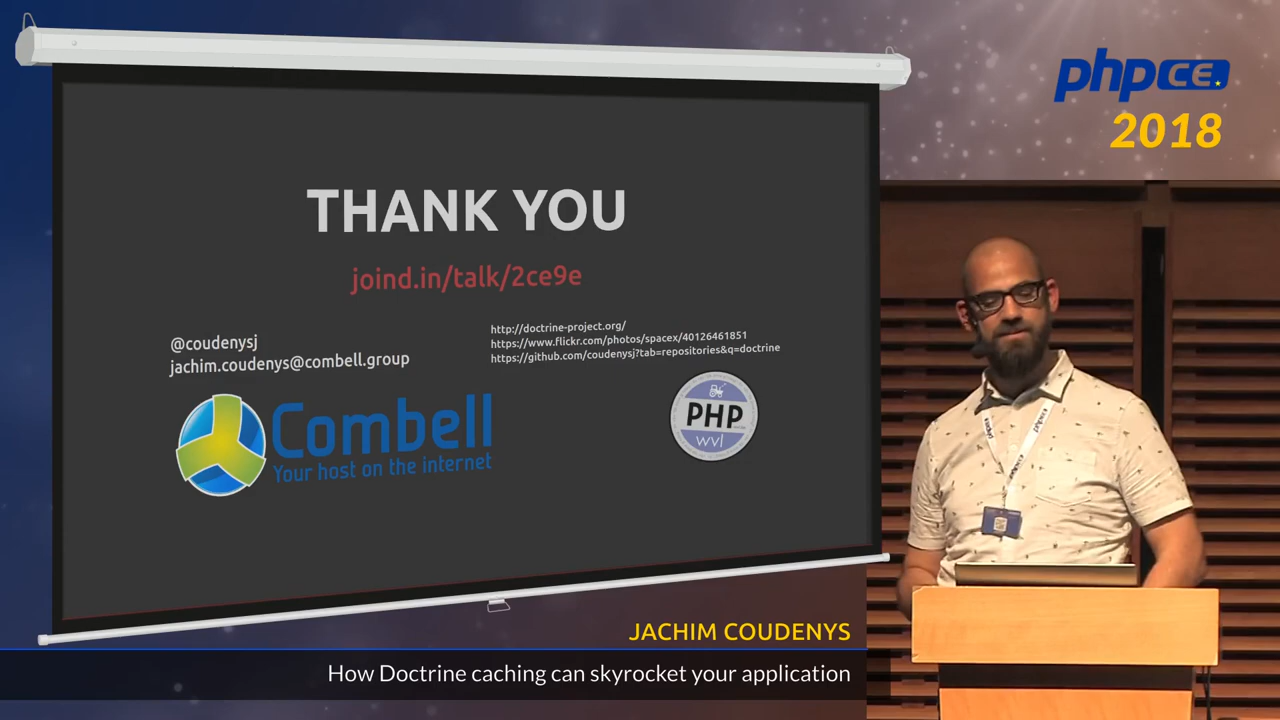 phpce
2018
THANK YOU
joind.in/talk/2ce9e
@coudenysj
jachim.coudenys@combell.group
http://doctrine-project.org/
https://www.flickr.com/photos/spacex/40126461851
https://github.com/coudenysj?tab=repositories&q=doctrine
Combell
Your host on the internet
PHP
wvl
JACHIM COUDENYS
How Doctrine caching can skyrocket your application